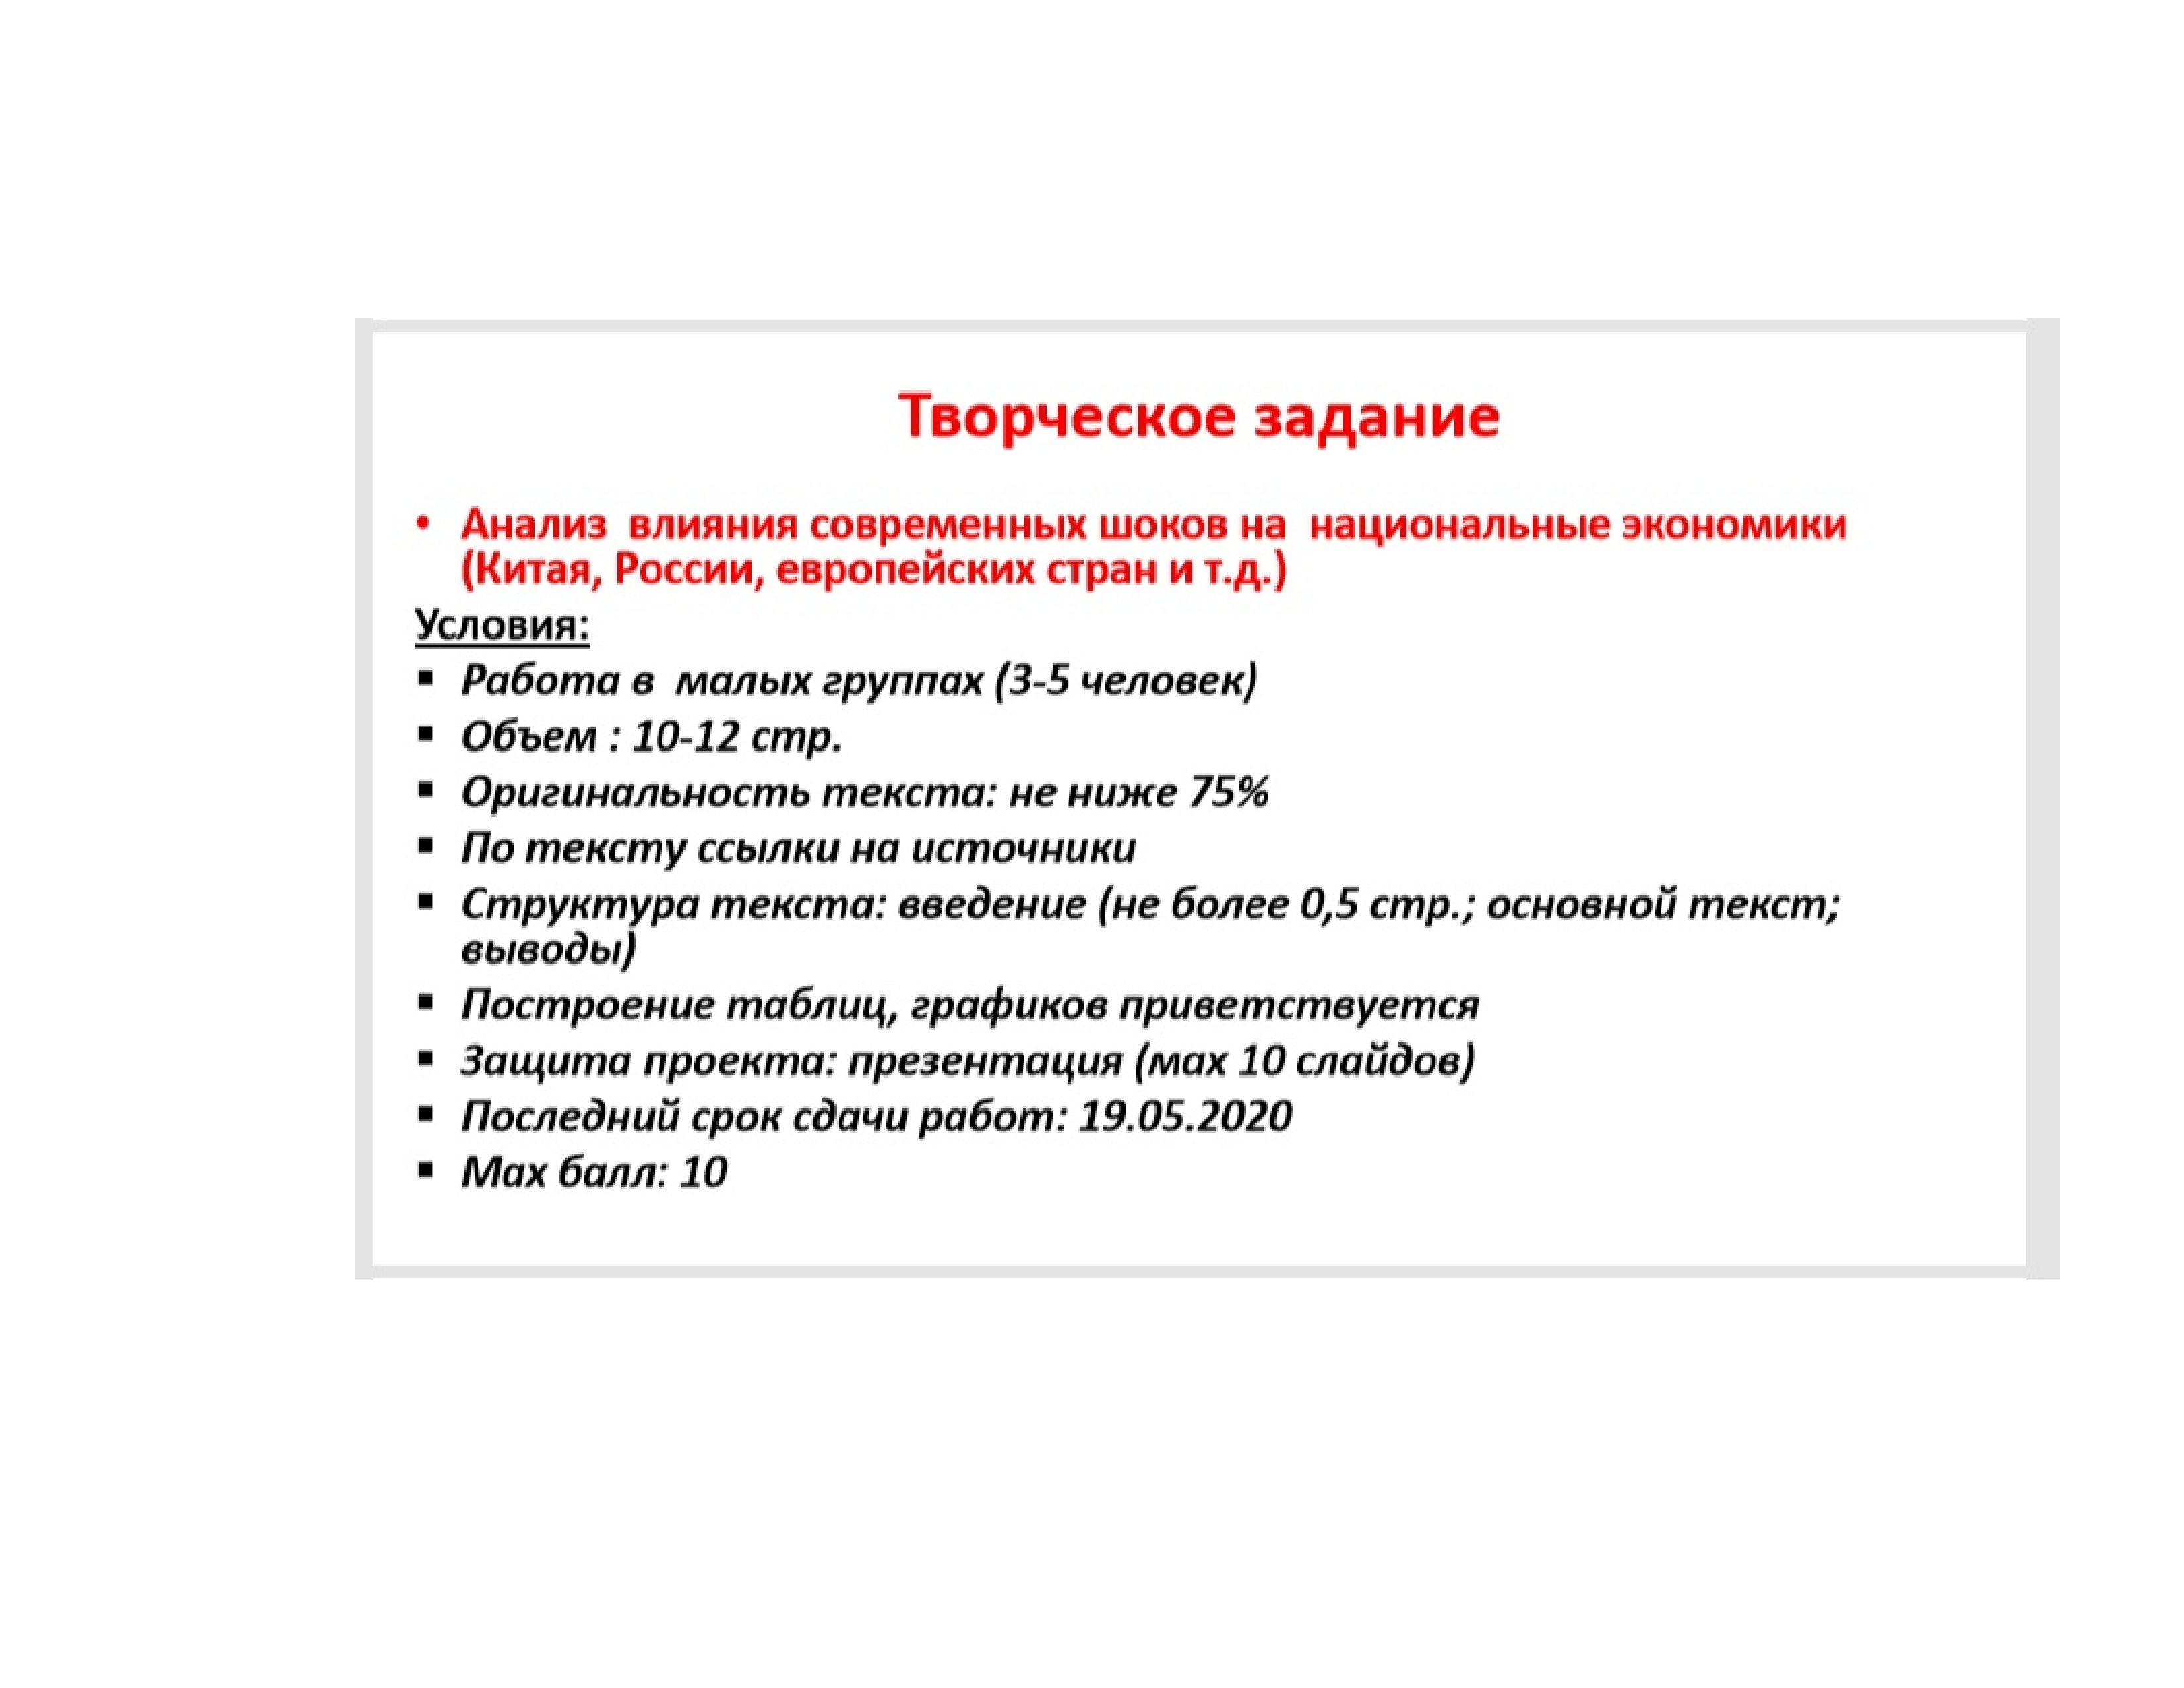 Творческое задание
• Анализ влияния современных шоков на национальные экономики
(Китая, России, европейских стран и т.д.)
Условия:
▪ Работа в малых группах (3-5 человек)
▪ Объем : 10-12 стр.
▪ Оригинальность текста: не ниже 75%
▪ По тексту ссылки на источники
▪ Структура текста: введение (не более 0,5 стр.; основной текст;
выводы)
▪ Построение таблиц, графиков приветствуется
▪ Защита проекта: презентация (мах 10 слайдов)
▪ Последний срок сдачи работ: 19.05.2020
▪ Мах балл: 10